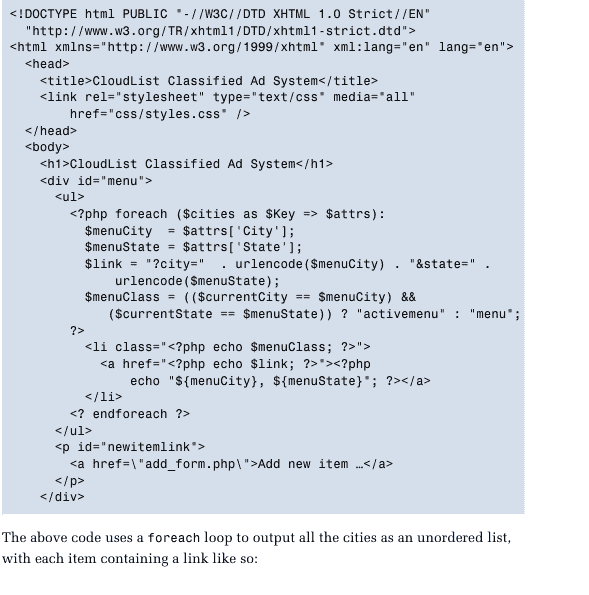 <!DOCTYPE html PUBLIC "-//W3C//DTD XHTML 1.0 Strict//EN"
  "http://www.w3.org/TR/xhtml1/DTD/xhtml1-strict.dtd">
<html xmlns="http://www.w3.org/1999/xhtml" xml:lang="en" lang="en">
  <head>
    <title>CloudList Classified Ad System</title>
    <link rel="stylesheet" type="text/css" media="all"
        href="css/styles.css" />
  </head>
  <body>
    <h1>CloudList Classified Ad System</h1>
    <div id="menu">
      <ul>
        <?php foreach ($cities as $Key => $attrs):
          $menuCity  = $attrs['City'];
          $menuState = $attrs['State'];
          $link = "?city="  . urlencode($menuCity) . "&state=" .
              urlencode($menuState);
          $menuClass = (($currentCity == $menuCity) &&
             ($currentState == $menuState)) ? "activemenu" : "menu";
        ?>
          <li class="<?php echo $menuClass; ?>">
            <a href="<?php echo $link; ?>"><?php
                echo "${menuCity}, ${menuState}"; ?></a>
          </li>
        <? endforeach ?>
      </ul>
      <p id="newitemlink">
        <a href=\"add_form.php\">Add new item …</a>
      </p>
    </div>
The above code uses a foreach loop to output all the cities as an unordered list,
with each item containing a link like so: